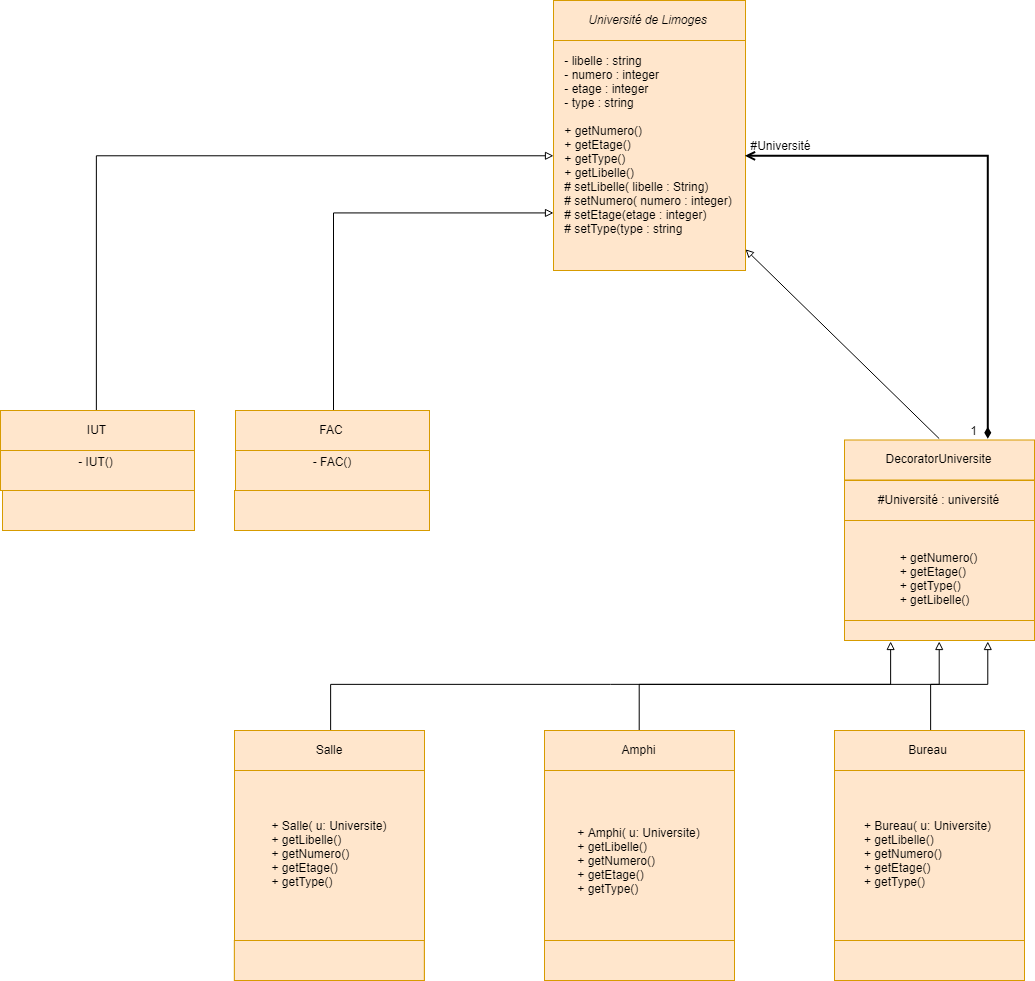 Université de Limoges
- libelle : string
- numero : integer
- etage : integer
- type : string
+ getNumero()
+ getEtage()
+ getType()
+ getLibelle()
# setLibelle( libelle : String)
# setNumero( numero : integer)
# setEtage(etage : integer)
# setType(type : string
#Université
IUT
- IUT()
FAC
- FAC()
1
DecoratorUniversite
#Université : université
+ getNumero()
+ getEtage()
+ getType()
+ getLibelle()
Salle
+ Salle( u: Universite)
+ getLibelle()
+ getNumero()
+ getEtage()
+ getType()
Amphi
+ Amphi( u: Universite)
+ getLibelle()
+ getNumero()
+ getEtage()
+ getType()
Bureau
+ Bureau( u: Universite)
+ getLibelle()
+ getNumero()
+ getEtage()
+ getType()